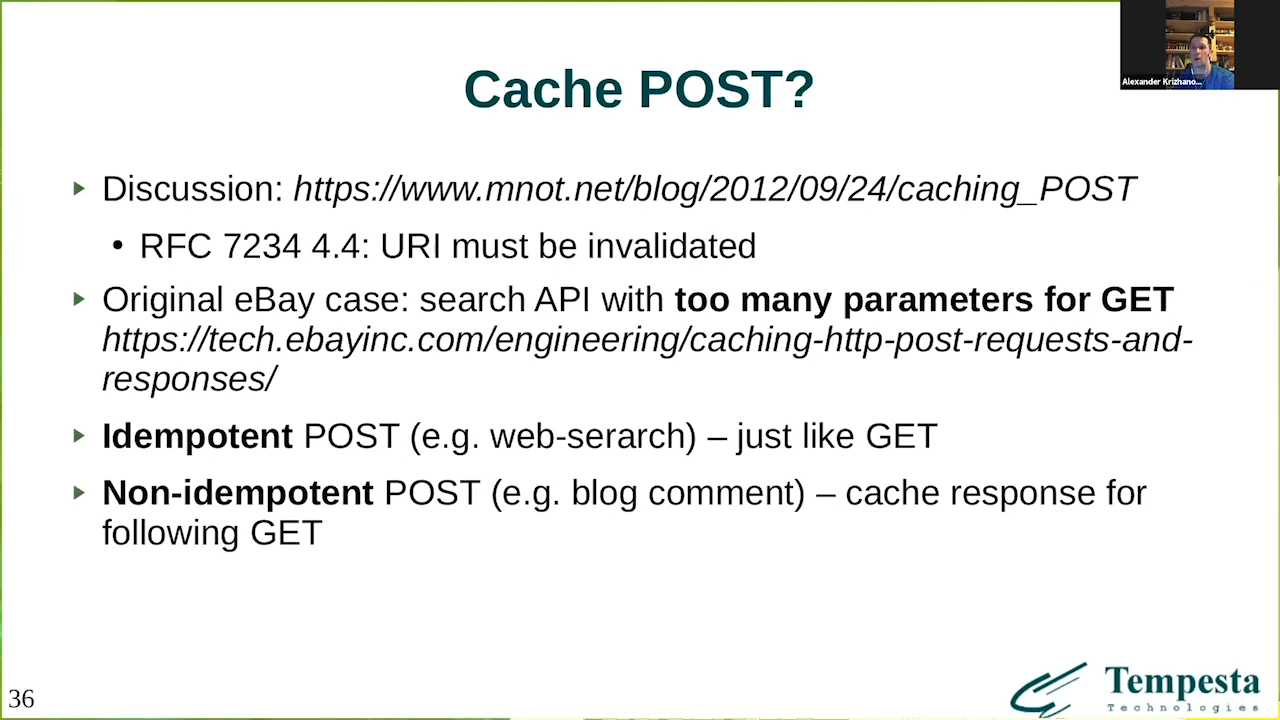 Alexander Krizhano...
Cache POST?
Discussion: https://www.mnot.net/blog/2012/09/24/caching_POST
RFC 7234 4.4: URI must be invalidated
Original eBay case: search API with too many parameters for GET
https://tech.ebayinc.com/engineering/caching-http-post-requests-and-
responses/
Idempotent POST (e.g. web-serarch) – just like GET
Non-idempotent POST (e.g. blog comment) – cache response for
following GET
36
Tempesta
Technologies